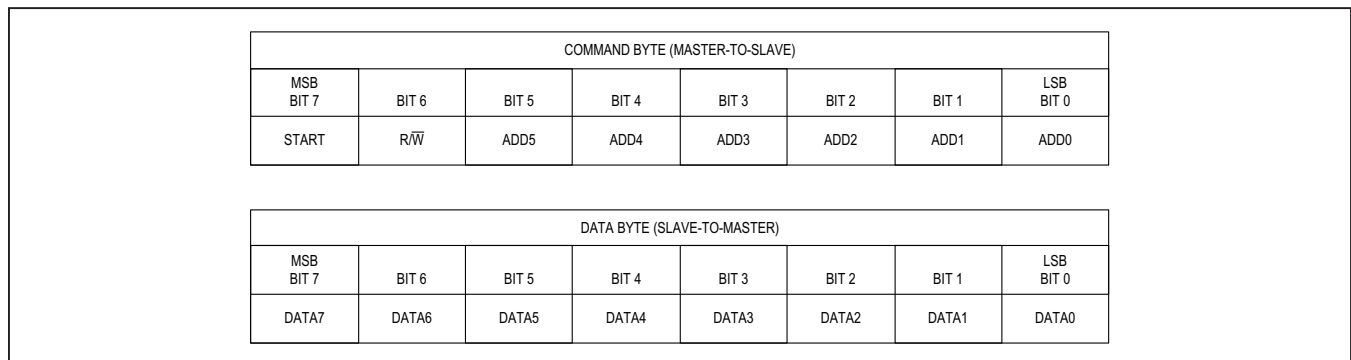 COMMAND BYTE (MASTER-TO-SLAVE)
MSB LSB
BIT 7 BIT 6 BIT 5 BIT 4 BIT 3 BIT 2 BIT 1 BIT 0
START R/W̅ ADD5 ADD4 ADD3 ADD2 ADD1 ADD0
DATA BYTE (SLAVE-TO-MASTER)
MSB LSB
BIT 7 BIT 6 BIT 5 BIT 4 BIT 3 BIT 2 BIT 1 BIT 0
DATA7 DATA6 DATA5 DATA4 DATA3 DATA2 DATA1 DATA0